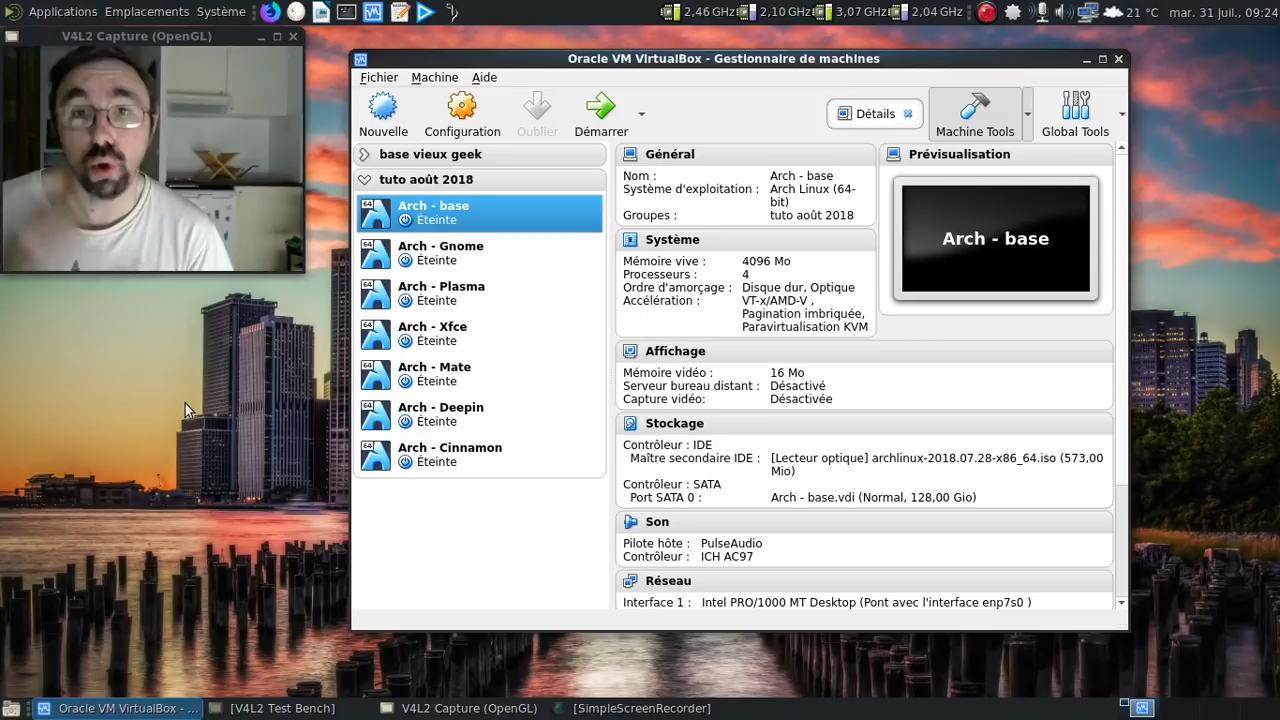 Applications Emplacements Système
2,46 GHz 2,10 GHz 3,07 GHz 2,04 GHz 21 °C mar. 31 juil., 09:24
V4L2 Capture (OpenGL)
Oracle VM VirtualBox - Gestionnaire de machines
Fichier Machine Aide
Nouvelle Configuration Oublier Démarrer Détails Machine Tools Global Tools
base vieux geek
tuto août 2018
64 Arch - base
Éteinte
64 Arch - Gnome
Éteinte
64 Arch - Plasma
Éteinte
64 Arch - Xfce
Éteinte
64 Arch - Mate
Éteinte
64 Arch - Deepin
Éteinte
64 Arch - Cinnamon
Éteinte
Général
Nom : Arch - base
Système d'exploitation : Arch Linux (64-
bit)
Groupes : tuto août 2018
Système
Mémoire vive : 4096 Mo
Processeurs : 4
Ordre d'amorçage : Disque dur, Optique
Accélération : VT-x/AMD-V ,
Pagination imbriquée,
Paravirtualisation KVM
Prévisualisation
Arch - base
Affichage
Mémoire vidéo : 16 Mo
Serveur bureau distant : Désactivé
Capture vidéo: Désactivée
Stockage
Contrôleur : IDE
Maître secondaire IDE : [Lecteur optique] archlinux-2018.07.28-x86_64.iso (573,00
Mio)
Contrôleur : SATA
Port SATA 0 : Arch - base.vdi (Normal, 128,00 Gio)
Son
Pilote hôte : PulseAudio
Contrôleur : ICH AC97
Réseau
Interface 1 : Intel PRO/1000 MT Desktop (Pont avec l'interface enp7s0 )
Oracle VM VirtualBox - ... [V4L2 Test Bench] V4L2 Capture (OpenGL) [SimpleScreenRecorder]